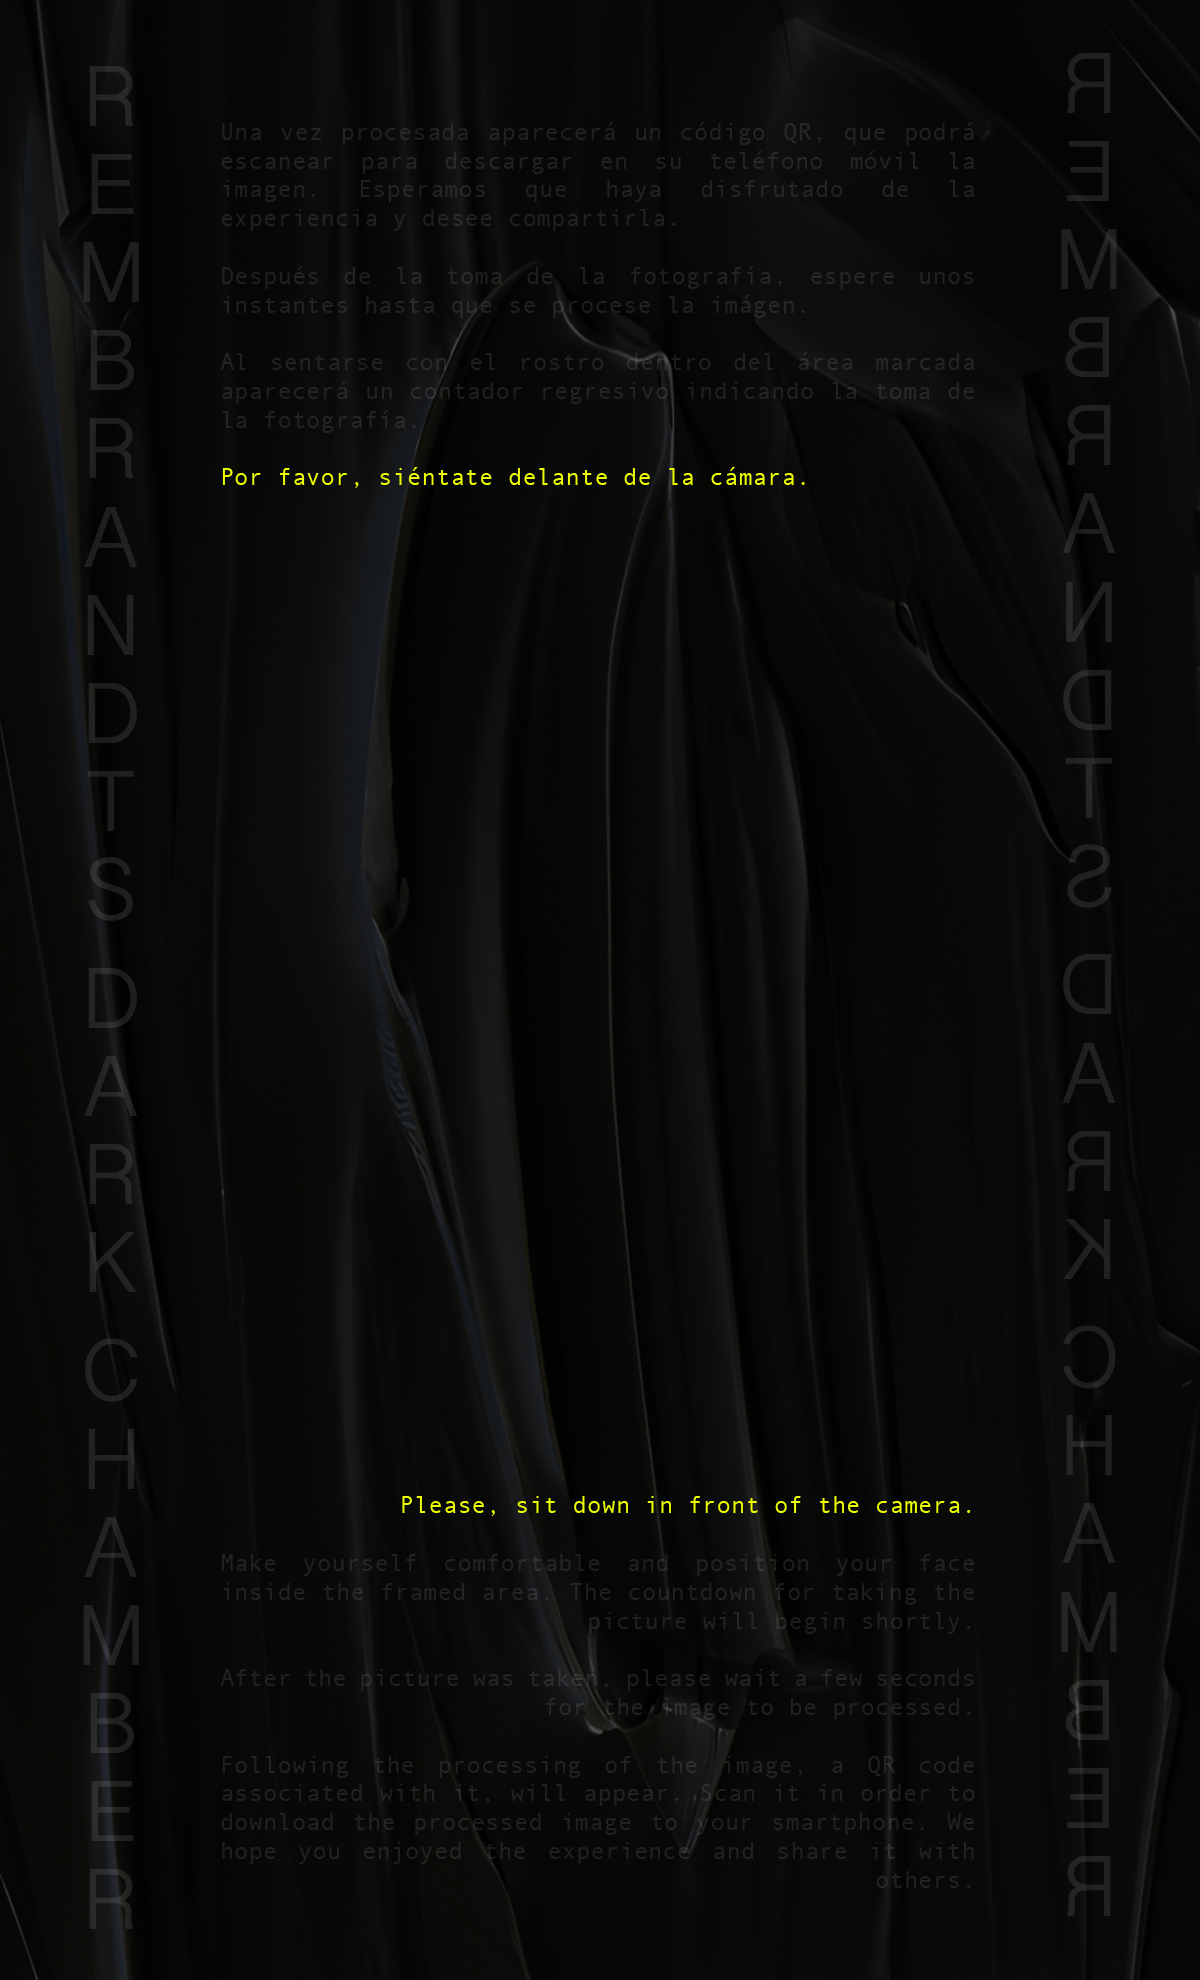 REMBRANDTS DARK CHAMBER
Una vez procesada aparecerá un código QR, que podrá
escanear para descargar en su teléfono móvil la
imagen. Esperamos que haya disfrutado de la
experiencia y desee compartirla.
Después de la toma de la fotografía, espere unos
instantes hasta que se procese la imágen.
Al sentarse con el rostro dentro del área marcada
aparecerá un contador regresivo indicando la toma de
la fotografía.
Por favor, siéntate delante de la cámara.
Please, sit down in front of the camera.
Make yourself comfortable and position your face
inside the framed area. The countdown for taking the
picture will begin shortly.
After the picture was taken, please wait a few seconds
for the image to be processed.
Following the processing of the image, a QR code
associated with it, will appear. Scan it in order to
download the processed image to your smartphone. We
hope you enjoyed the experience and share it with
others.
REMBRANDTS DARK CHAMBER